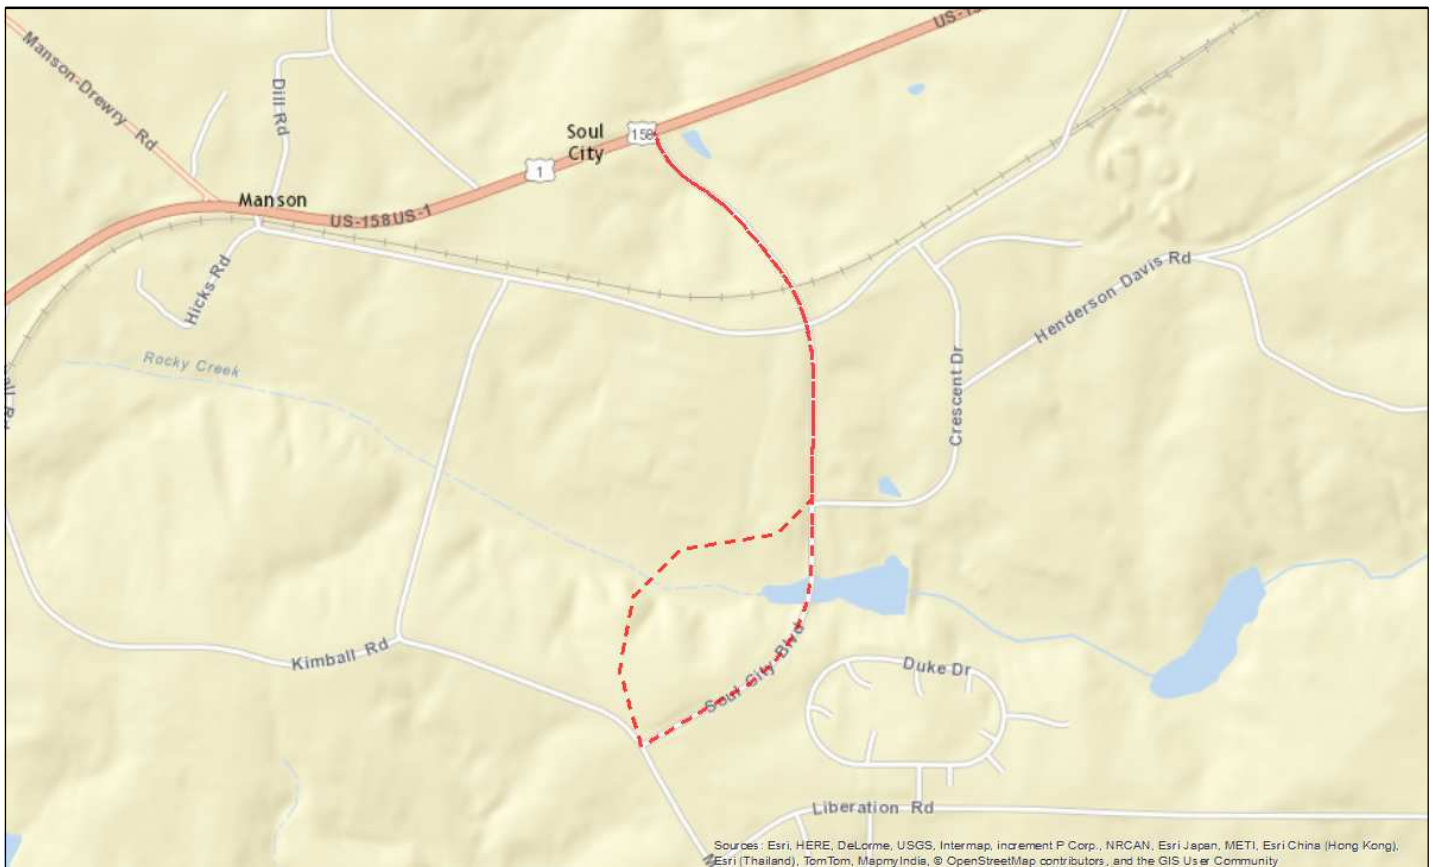 US-15
Manson-Drewry Rd
Dill Rd
Soul
City
158
1
Manson
US-158US-1
Hicks Rd
Henderson Davis Rd
Rocky Creek
Crescent Dr
Kimball Rd
Soul City Blvd
Duke Dr
Liberation Rd
Sources: Esri, HERE, DeLorme, USGS, Intermap, increment P Corp., NRCAN, Esri Japan, METI, Esri China (Hong Kong),
Esri (Thailand), TomTom, MapmyIndia, © OpenStreetMap contributors, and the GIS User Community